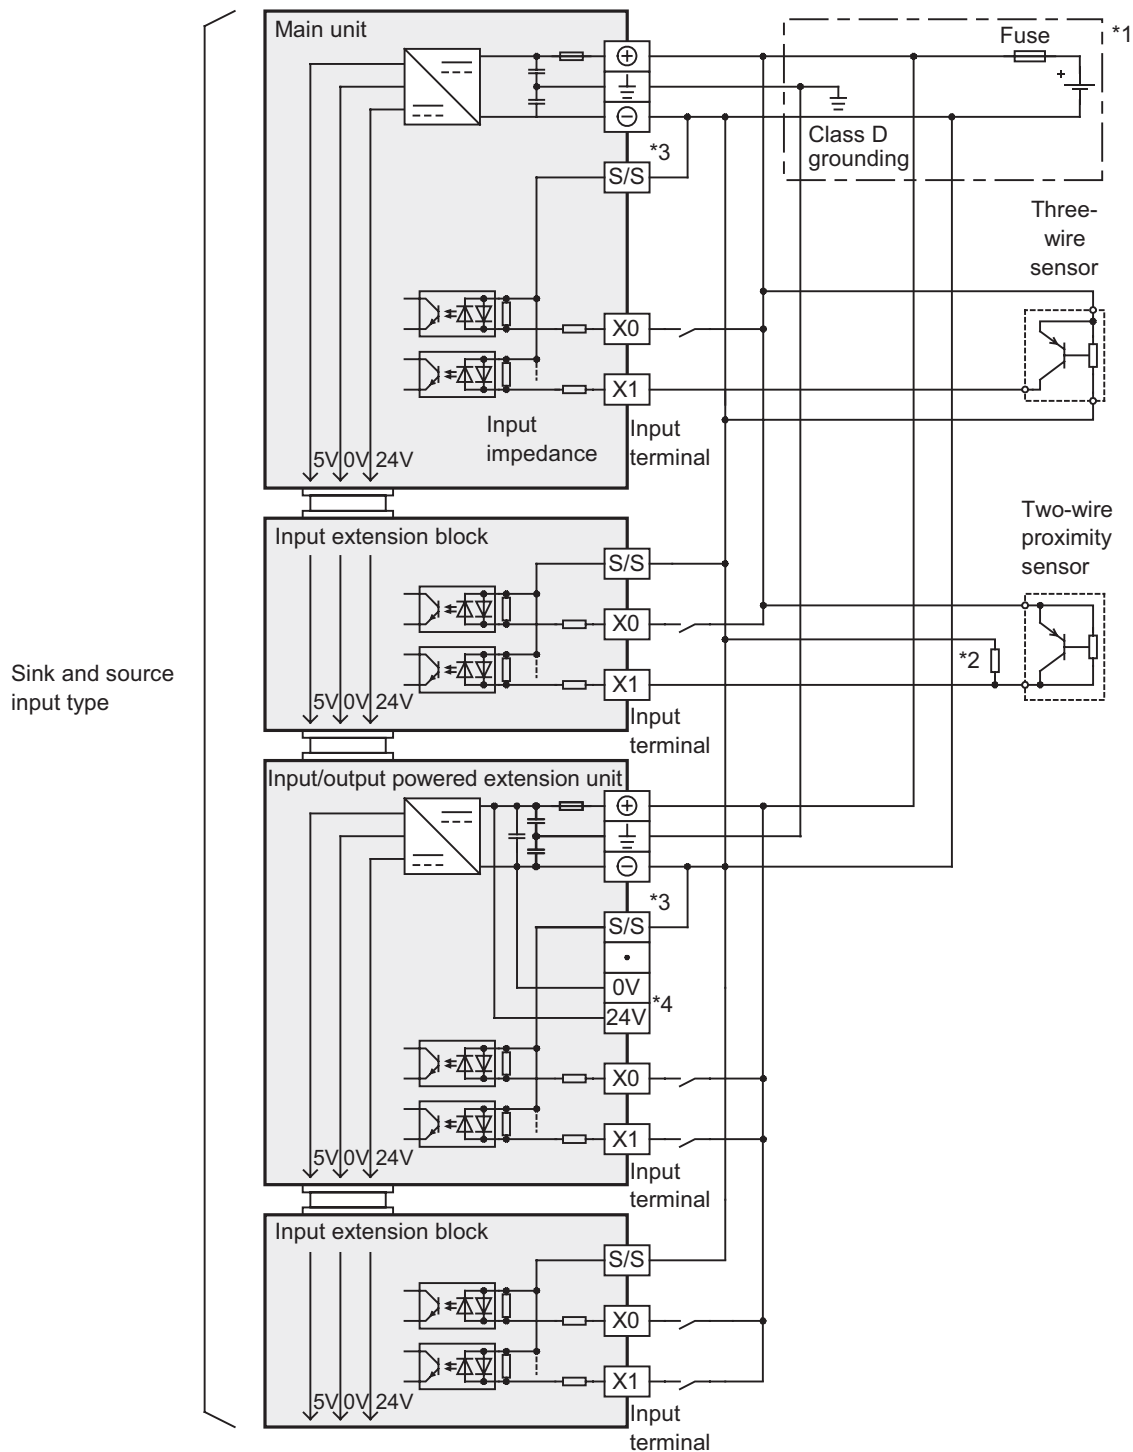 Main unit
Fuse
*1
+
Class D
grounding
*3
S/S
Three-
wire
sensor
X0
X1
Input
impedance
Input
terminal
5V 0V 24V
Input extension block
S/S
Two-wire
proximity
sensor
X0
*2
X1
Sink and source
input type
5V 0V 24V
Input
terminal
Input/output powered extension unit
*3
S/S
0V
*4
24V
X0
X1
5V 0V 24V
Input
terminal
Input extension block
S/S
X0
X1
5V 0V 24V
Input
terminal